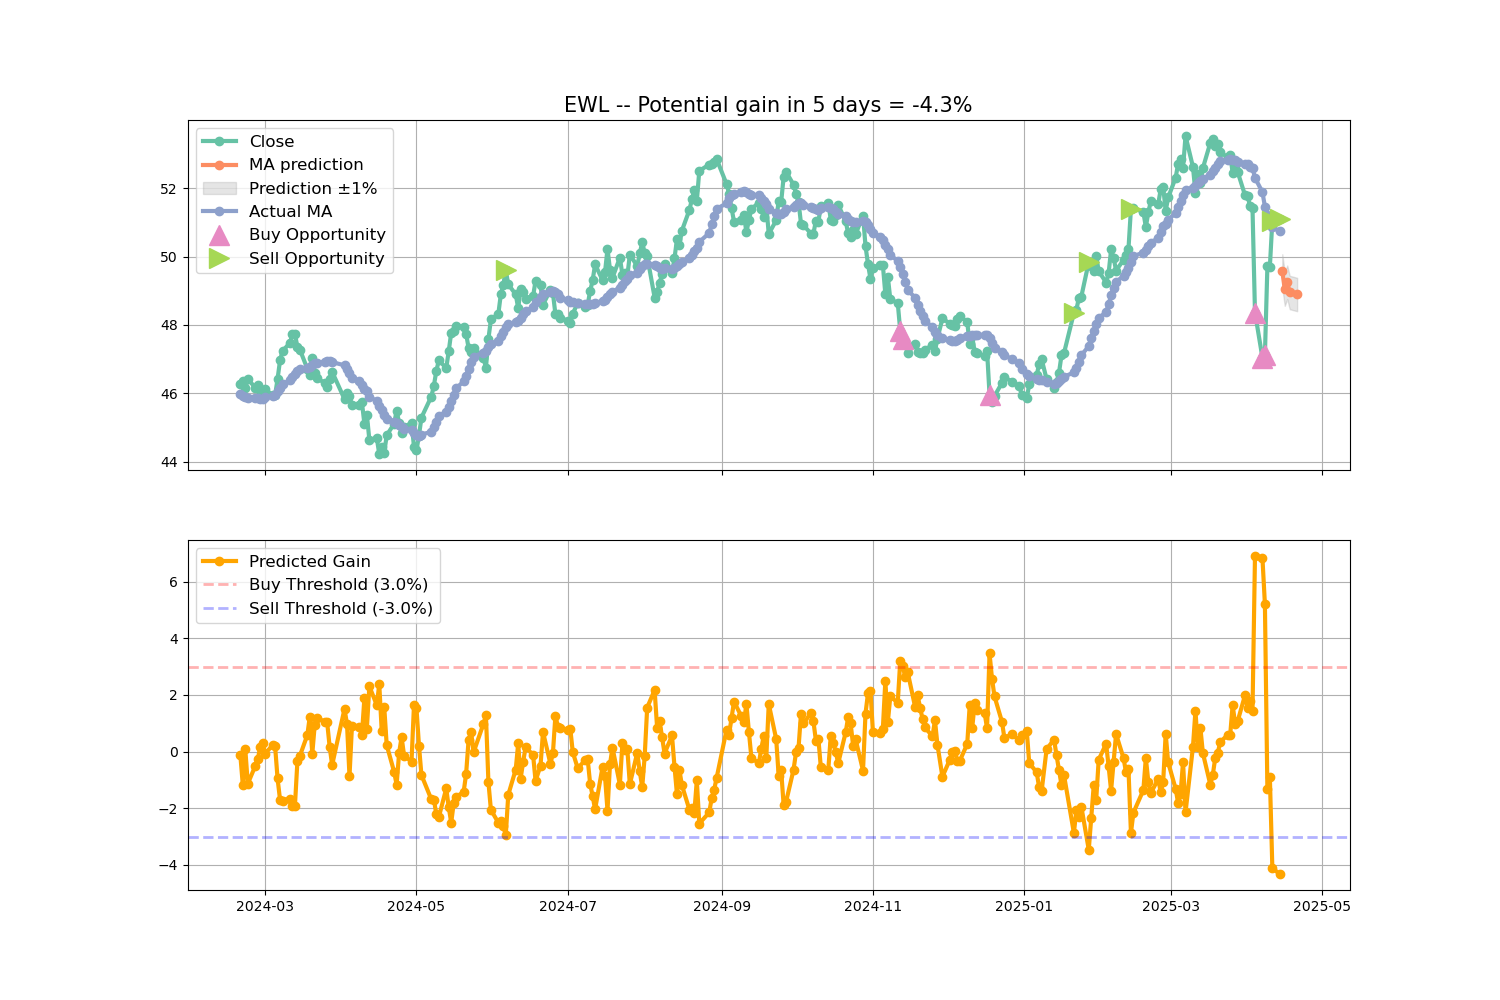 EWL -- Potential gain in 5 days = -4.3%
Close
MA prediction
Prediction ±1%
Actual MA
Buy Opportunity
Sell Opportunity
52
50
48
46
44
Predicted Gain
Buy Threshold (3.0%)
Sell Threshold (-3.0%)
6
4
2
0
−2
−4
2024-03 2024-05 2024-07 2024-09 2024-11 2025-01 2025-03 2025-05